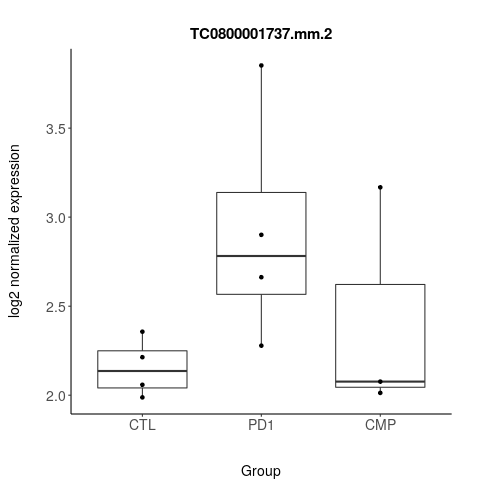 TC0800001737.mm.2
log2 normalized expression
3.5
3.0
2.5
2.0
CTL
PD1
CMP
Group